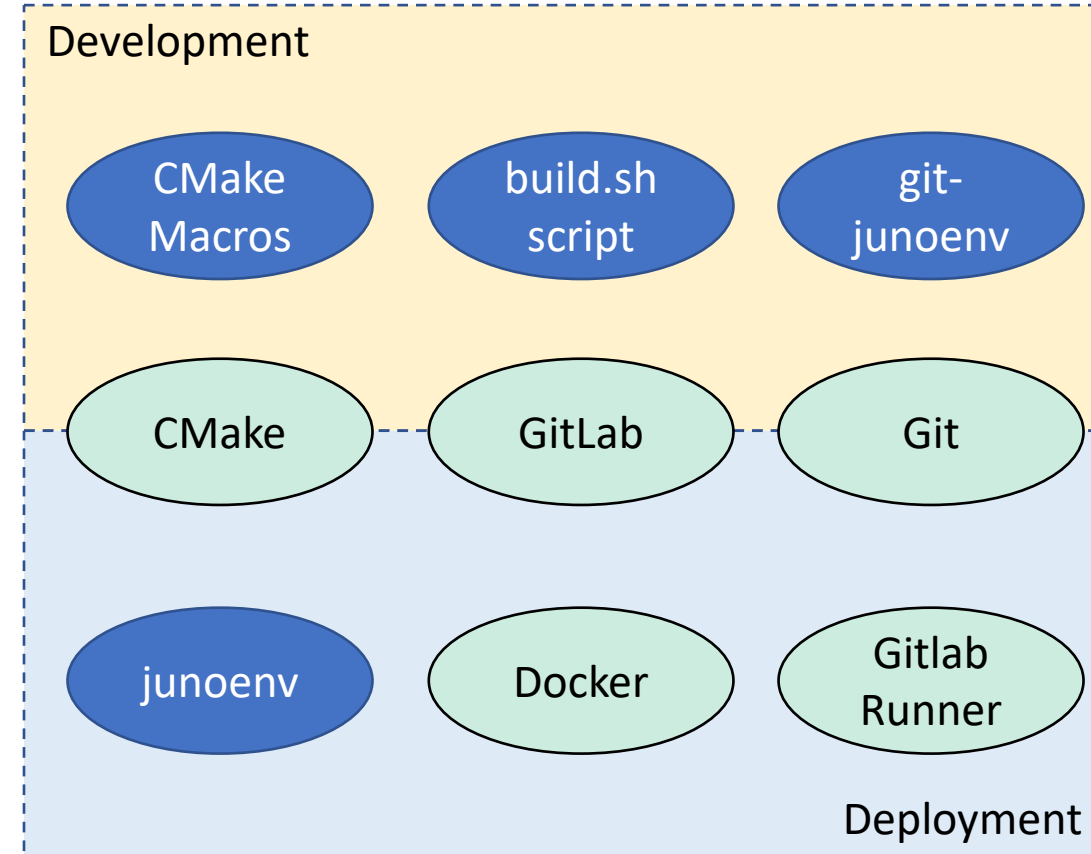 Development
CMake
Macros
build.sh
script
git-
junoenv
CMake
GitLab
Git
junoenv
Docker
Gitlab
Runner
Deployment